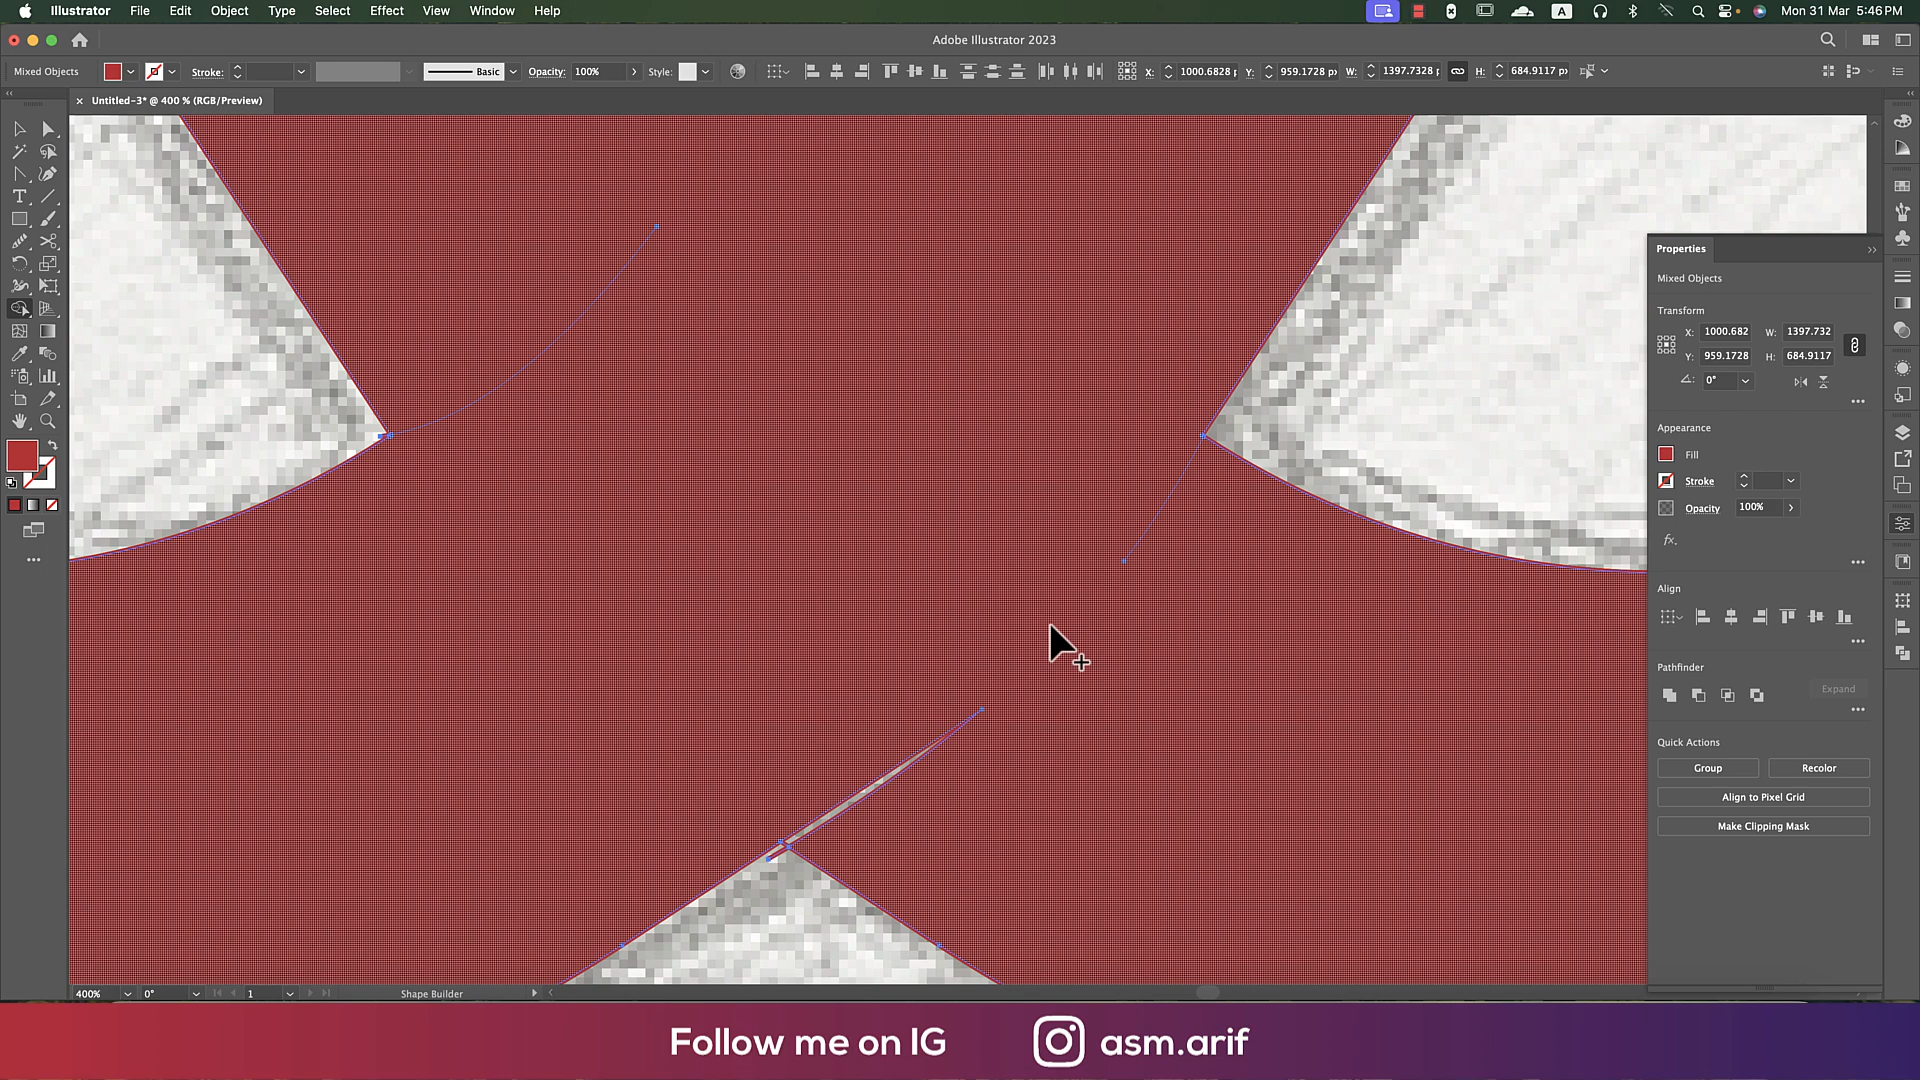 Illustrator File Edit Object Type Select Effect View Window Help
A
Mon 31 Mar 5:46 PM
Adobe Illustrator 2023
Mixed Objects
Stroke:
Basic
Opacity: 100%
Style:
X: 1000.6828 p
Y: 959.1728 px
W: 1397.7328 p
H: 684.9117 px
× Untitled-3* @ 400 % (RGB/Preview)
Properties
Mixed Objects
Transform
X: 1000.682 W: 1397.732
Y: 959.1728 H: 684.9117
0°
Appearance
Fill
Stroke
Opacity 100%
fx.
Align
Pathfinder
Expand
Quick Actions
Group Recolor
Align to Pixel Grid
Make Clipping Mask
400% 0° 1 Shape Builder
Follow me on IG asm.arif